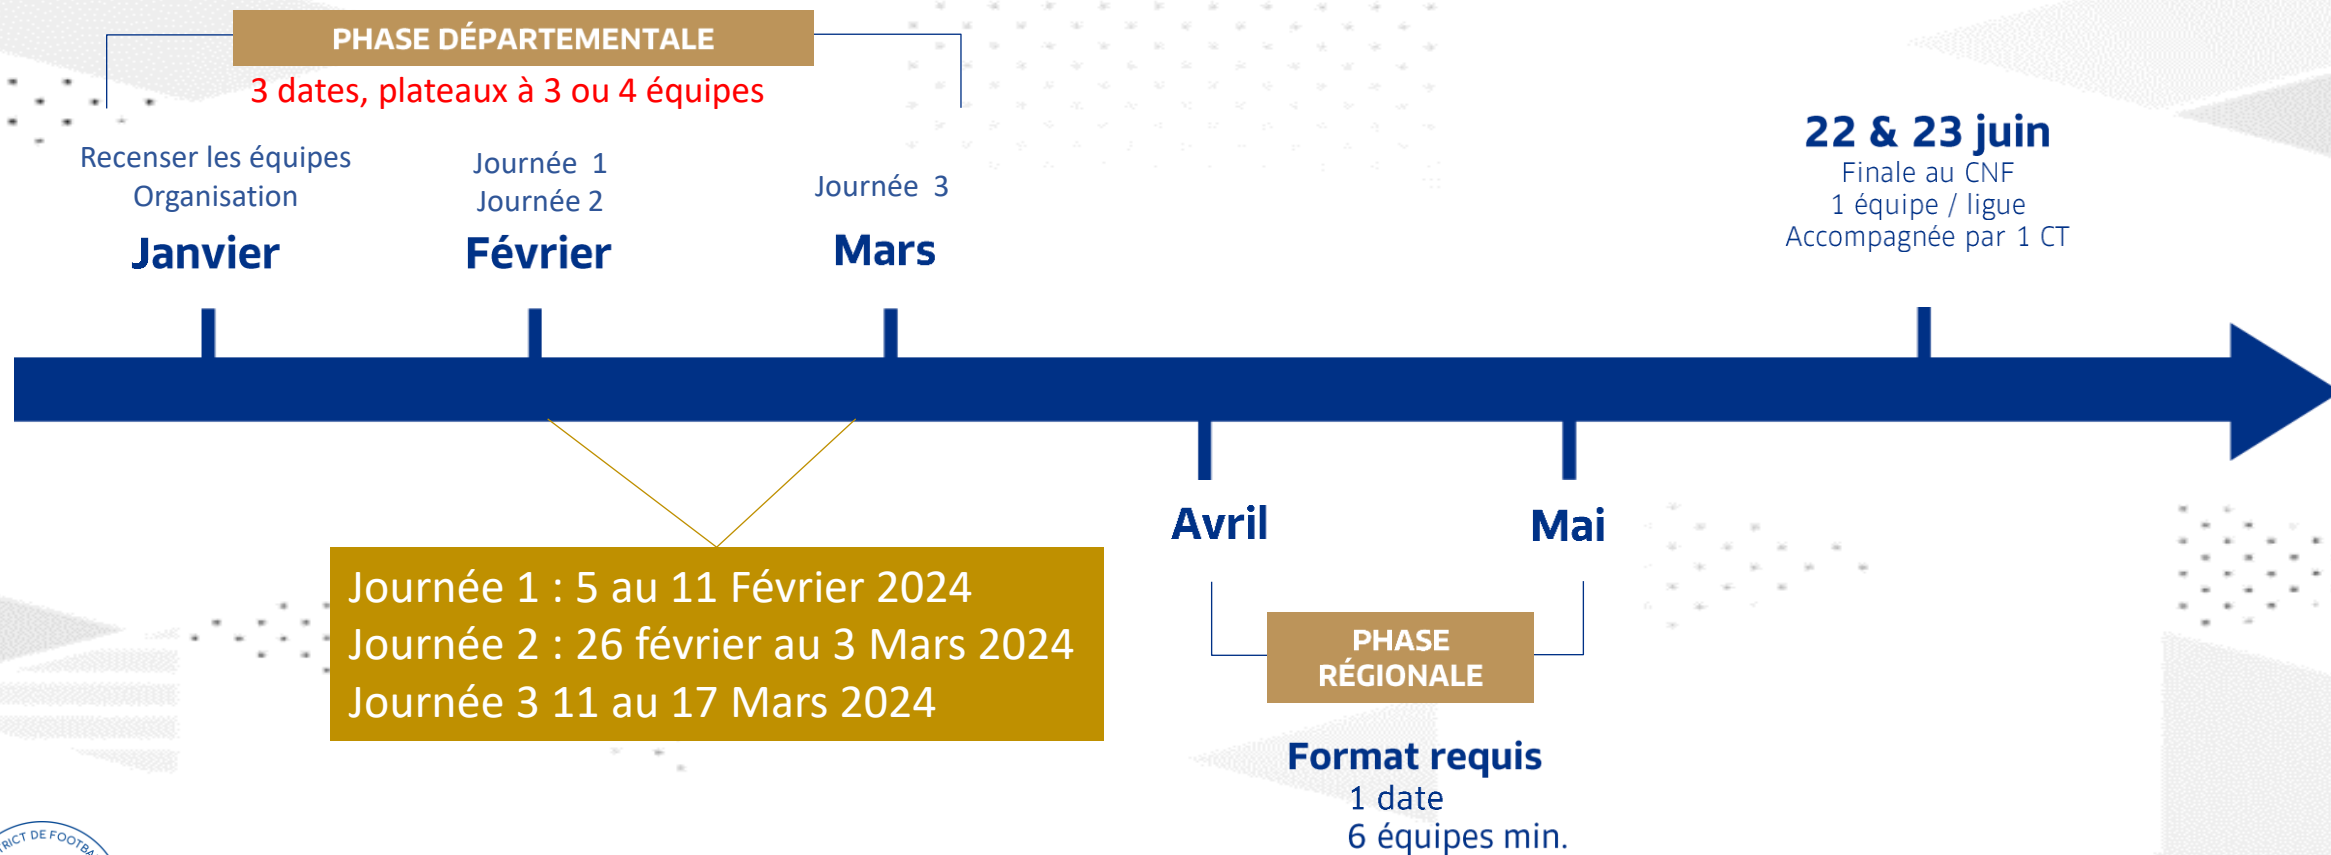 PHASE DÉPARTEMENTALE
3 dates, plateaux à 3 ou 4 équipes
Recenser les équipes
Organisation
Janvier
Journée 1
Journée 2
Février
Journée 3
Mars
22 & 23 juin
Finale au CNF
1 équipe / ligue
Accompagnée par 1 CT
Journée 1 : 5 au 11 Février 2024
Journée 2 : 26 février au 3 Mars 2024
Journée 3 11 au 17 Mars 2024
Avril
Mai
PHASE
RÉGIONALE
Format requis
1 date
6 équipes min.
DE